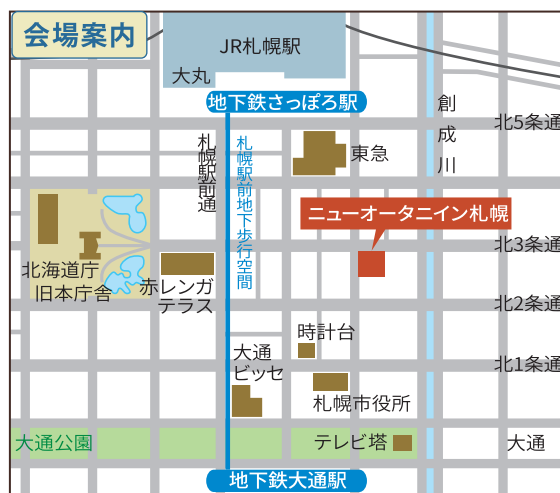 会場案内
JR札幌駅
大丸
地下鉄さっぽろ駅
創成川
北5条通
札幌駅前通
札幌駅前地下歩行空間
東急
ニューオータニイン札幌
北3条通
北海道庁
旧本庁舎
赤レンガ
テラス
北2条通
時計台
大通
ビッセ
北1条通
札幌市役所
大通公園
テレビ塔
大通
地下鉄大通駅